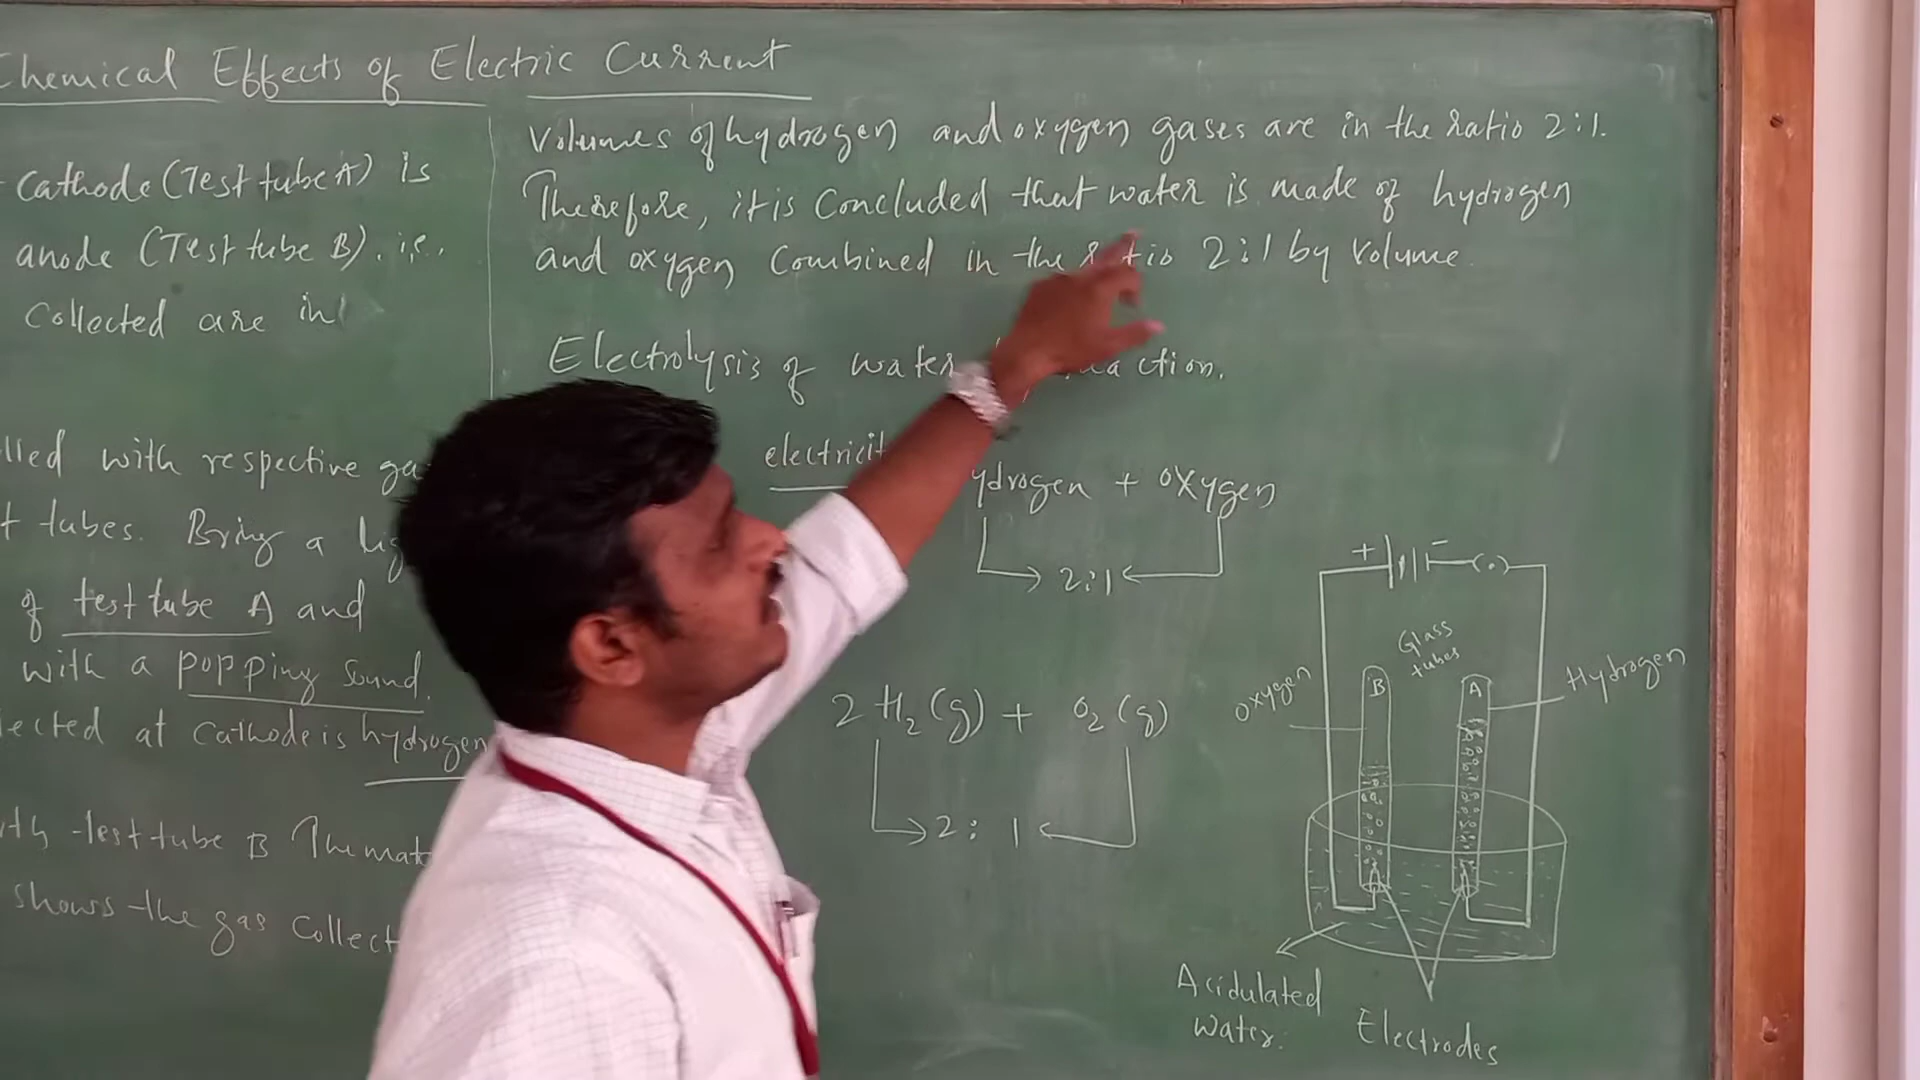 Chemical Effects of Electric Current
Cathode (Test tube A) is
anode (Test tube B). i.e.
Collected are in
lled with respective ga
t tubes. Bring a lig
of test tube A and
with a popping sound.
lected at cathode is hydrogen
ith test tube B The mat
shows the gas collect
Volumes of hydrogen and oxygen gases are in the ratio 2:1.
Therefore, it is concluded that water is made of hydrogen
and oxygen combined in the ratio 2:1 by volume.
Electrolysis of water
ction.
electricit
ydrogen + oxygen
2:1
2 H₂ (g) + O₂ (g)
2 : 1
+ -
(.)
Glass
tubes
Oxygen
B
A
Hydrogen
Acidulated
water.
Electrodes